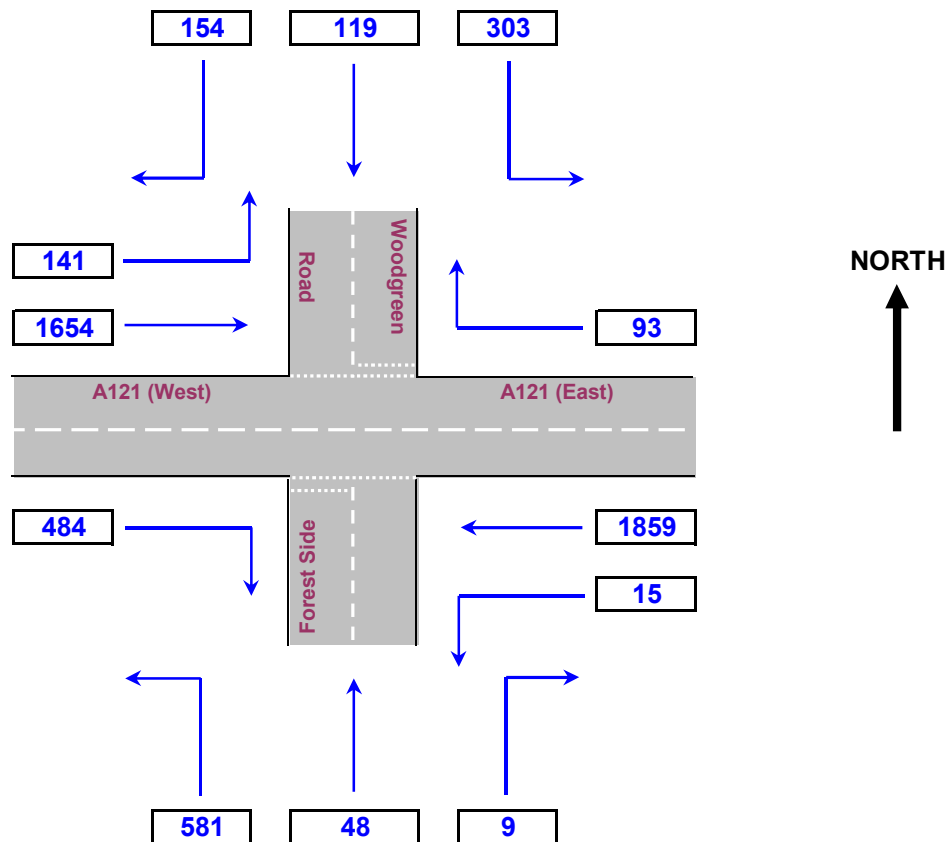 154 119 303
141
Road
Woodgreen
NORTH
1654
93
A121 (West)
A121 (East)
484
Forest Side
1859
15
581 48 9